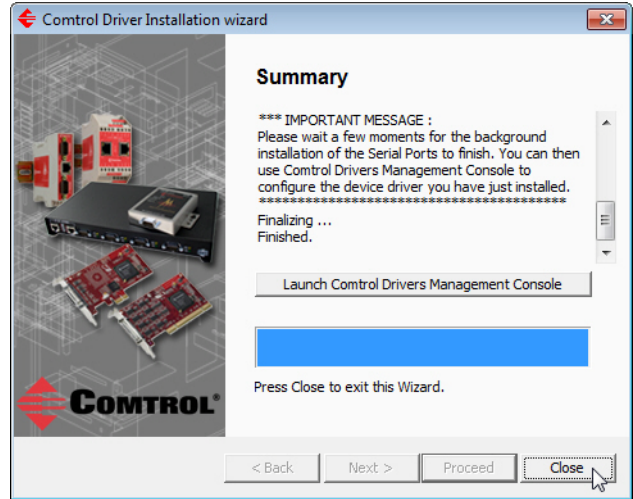 Comtrol Driver Installation wizard
Summary
*** IMPORTANT MESSAGE :
Please wait a few moments for the background
installation of the Serial Ports to finish. You can then
use Comtrol Drivers Management Console to
configure the device driver you have just installed.
*****************************************
Finalizing ...
Finished.
Launch Comtrol Drivers Management Console
Press Close to exit this Wizard.
COMTROL®
< Back
Next >
Proceed
Close